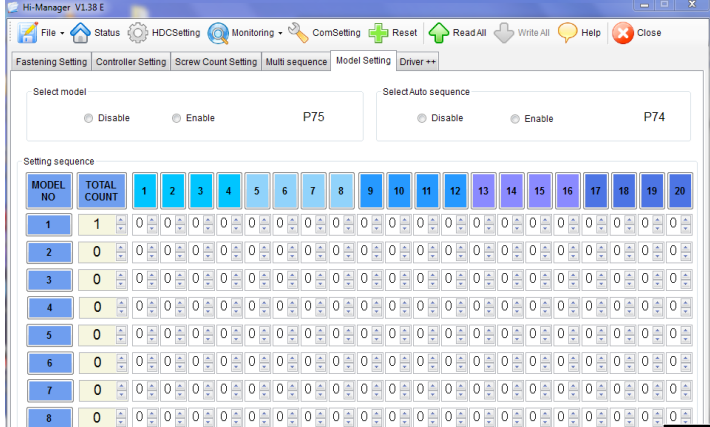 Hi-Manager V1.38 E
File Status HDCSetting Monitoring ComSetting Reset Read All Write All Help Close
Fastening Setting Controller Setting Screw Count Setting Multi sequence Model Setting Driver ++
Select model Select Auto sequence
Disable Enable P75 Disable Enable P74
Setting sequence
MODEL NO TOTAL COUNT 1 2 3 4 5 6 7 8 9 10 11 12 13 14 15 16 17 18 19 20
1 1 0 0 0 0 0 0 0 0 0 0 0 0 0 0 0 0 0 0 0 0
2 0 0 0 0 0 0 0 0 0 0 0 0 0 0 0 0 0 0 0 0 0
3 0 0 0 0 0 0 0 0 0 0 0 0 0 0 0 0 0 0 0 0 0
4 0 0 0 0 0 0 0 0 0 0 0 0 0 0 0 0 0 0 0 0 0
5 0 0 0 0 0 0 0 0 0 0 0 0 0 0 0 0 0 0 0 0 0
6 0 0 0 0 0 0 0 0 0 0 0 0 0 0 0 0 0 0 0 0 0
7 0 0 0 0 0 0 0 0 0 0 0 0 0 0 0 0 0 0 0 0 0
8 0 0 0 0 0 0 0 0 0 0 0 0 0 0 0 0 0 0 0 0 0